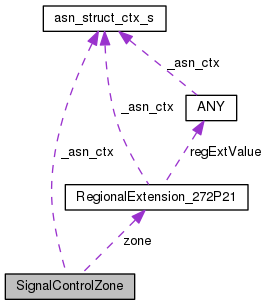 asn_struct_ctx_s
_asn_ctx
ANY
_asn_ctx
_asn_ctx
regExtValue
RegionalExtension_272P21
zone
SignalControlZone